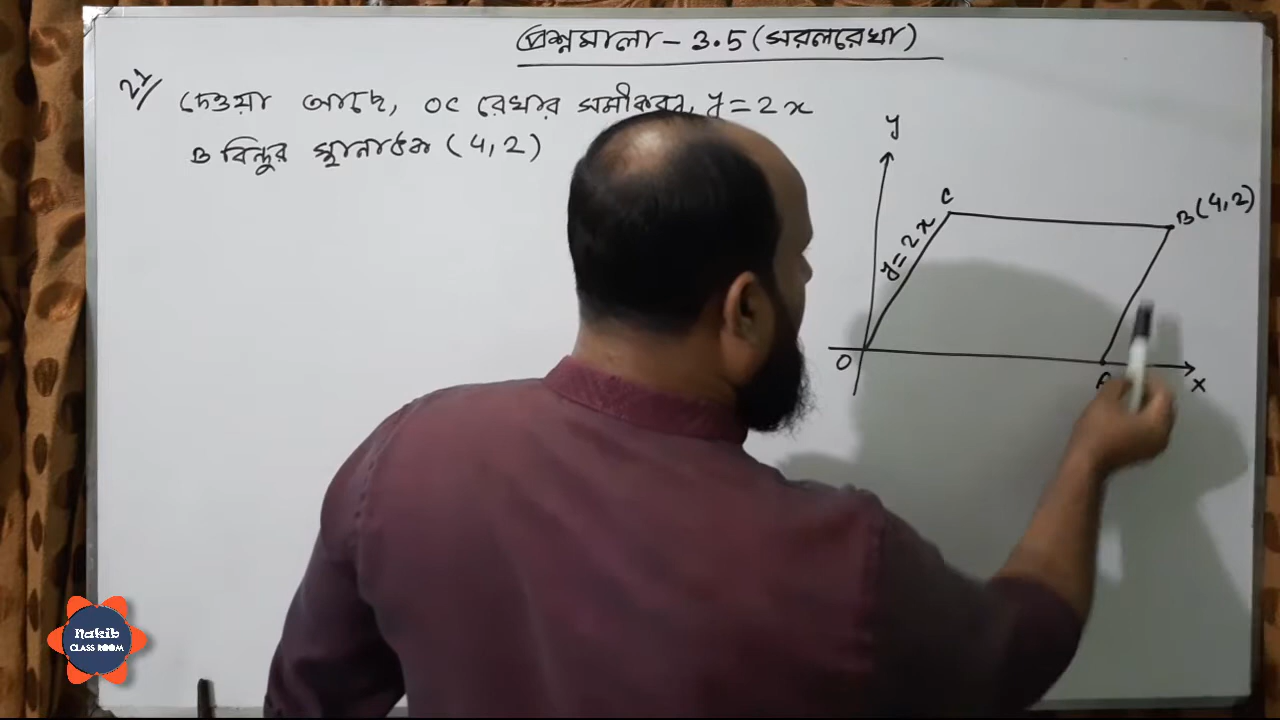 প্রশ্নমালা - 3.5 (সরলরেখা)
21/ দেওয়া আছে, OC রেখার সমীকরণ, y = 2x
B বিন্দুর স্থানাঙ্ক (4, 2)
y
C
B (4, 2)
y = 2x
O
A
X
Nakib
CLASS ROOM